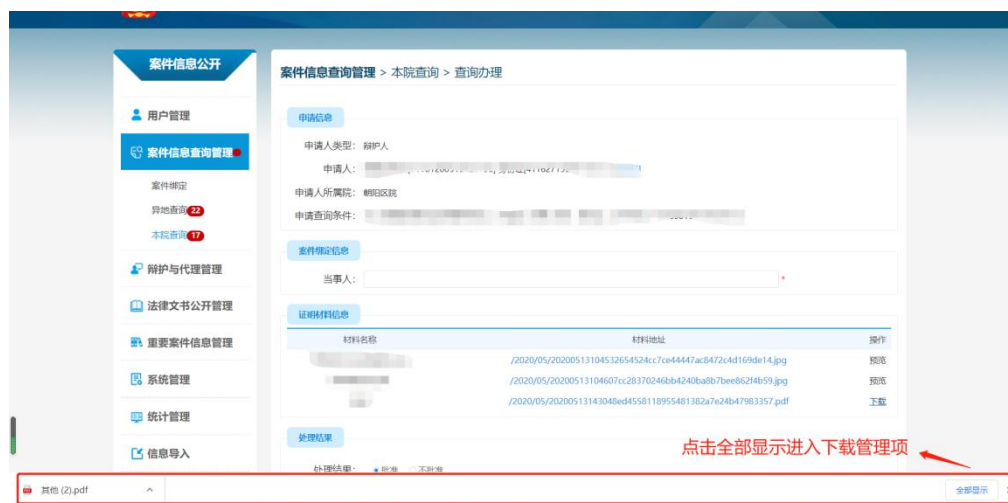 案件信息公开
案件信息查询管理 > 本院查询 > 查询办理
用户管理
案件信息查询管理
案件绑定
异地查询 22
本院查询 17
辩护与代理管理
法律文书公开管理
重要案件信息管理
系统管理
统计管理
信息导入
申请信息
申请人类型: 辩护人
申请人:
申请人所属院: 朝阳区院
申请查询条件:
案件绑定信息
当事人: *
证明材料信息
材料名称 材料地址 操作
/2020/05/20200513104532654524cc7ce44447ac8472c4d169de14.jpg 预览
/2020/05/20200513104607cc28370246bb4240ba8b7bee862f4b59.jpg 预览
/2020/05/20200513143048ed4558118955481382a7e24b47983357.pdf 下载
处理结果
处理结果: 批准 不批准
点击全部显示进入下载管理项
其他 (2).pdf 全部显示